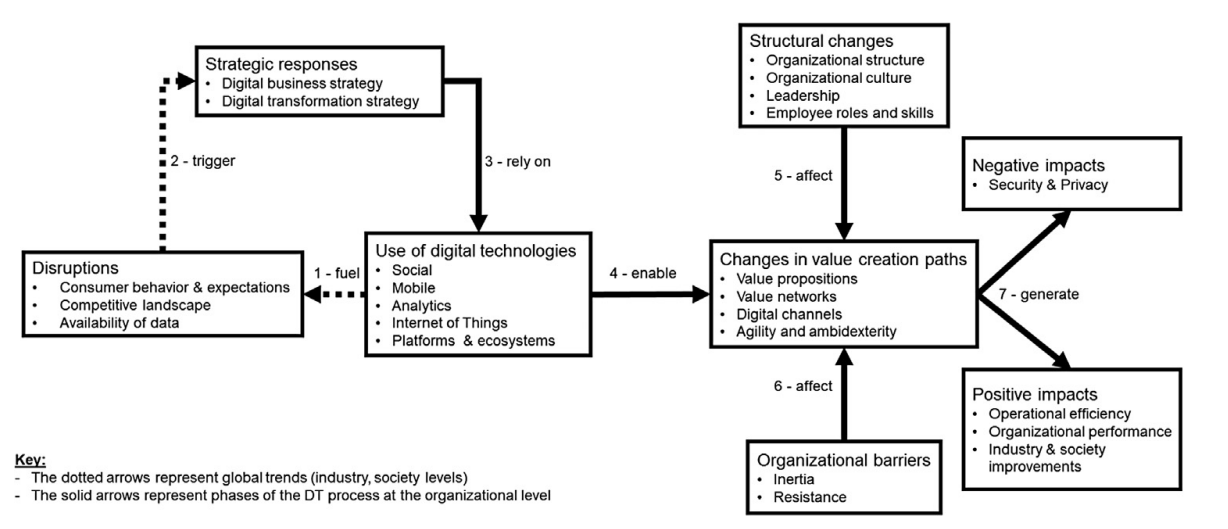 Structural changes
• Organizational structure
• Organizational culture
• Leadership
• Employee roles and skills
Strategic responses
• Digital business strategy
• Digital transformation strategy
2 - trigger
3 - rely on
5 - affect
Negative impacts
• Security & Privacy
Disruptions
• Consumer behavior & expectations
• Competitive landscape
• Availability of data
1 - fuel
Use of digital technologies
• Social
• Mobile
• Analytics
• Internet of Things
• Platforms & ecosystems
4 - enable
Changes in value creation paths
• Value propositions
• Value networks
• Digital channels
• Agility and ambidexterity
7 - generate
6 - affect
Positive impacts
• Operational efficiency
• Organizational performance
• Industry & society
improvements
Organizational barriers
• Inertia
• Resistance
Key:
- The dotted arrows represent global trends (industry, society levels)
- The solid arrows represent phases of the DT process at the organizational level